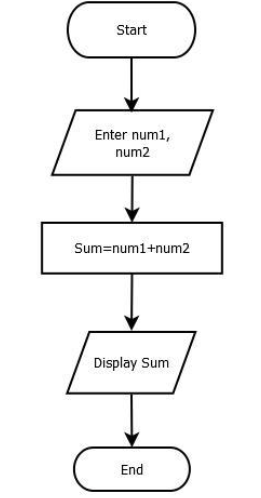 Start
Enter num1,
num2
Sum=num1+num2
Display Sum
End